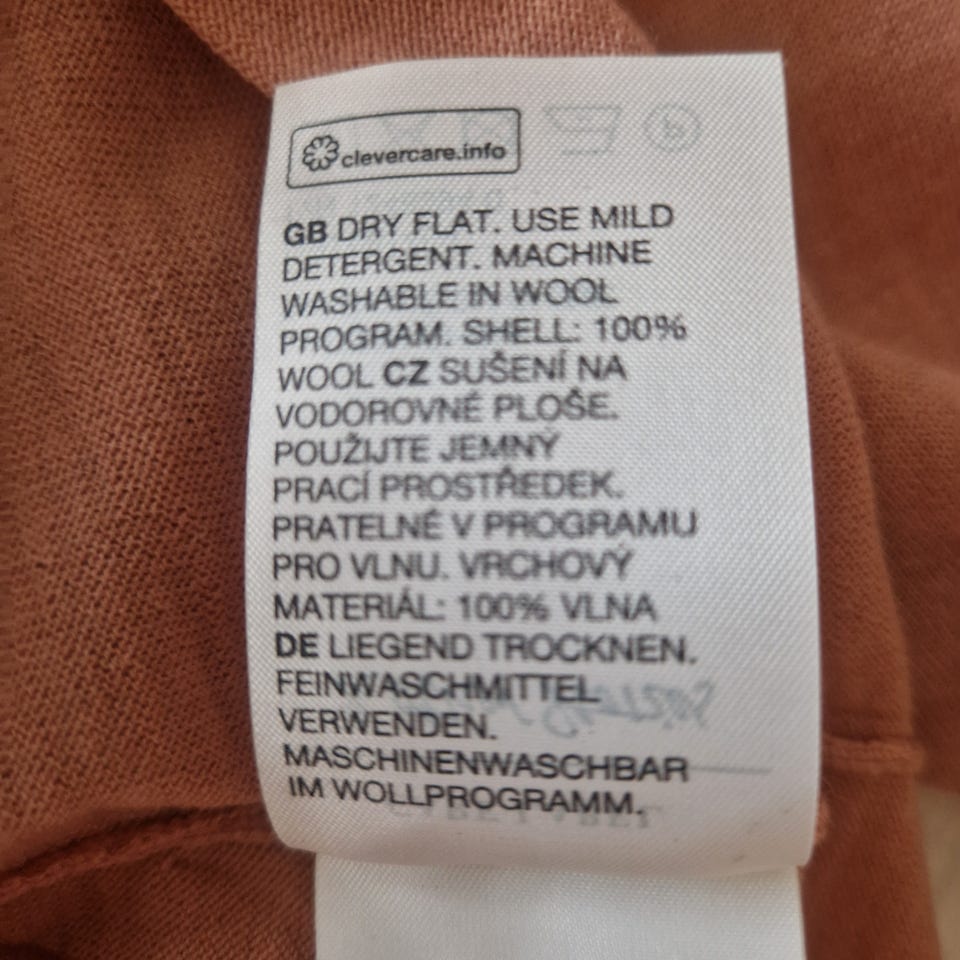 clevercare.info
GB DRY FLAT. USE MILD
DETERGENT. MACHINE
WASHABLE IN WOOL
PROGRAM. SHELL: 100%
WOOL CZ SUŠENÍ NA
VODOROVNÉ PLOŠE.
POUŽIJTE JEMNÝ
PRACÍ PROSTŘEDEK.
PRATELNÉ V PROGRAMU
PRO VLNU. VRCHOVÝ
MATERIÁL: 100% VLNA
DE LIEGEND TROCKNEN.
FEINWASCHMITTEL
VERWENDEN.
MASCHINENWASCHBAR
IM WOLLPROGRAMM.